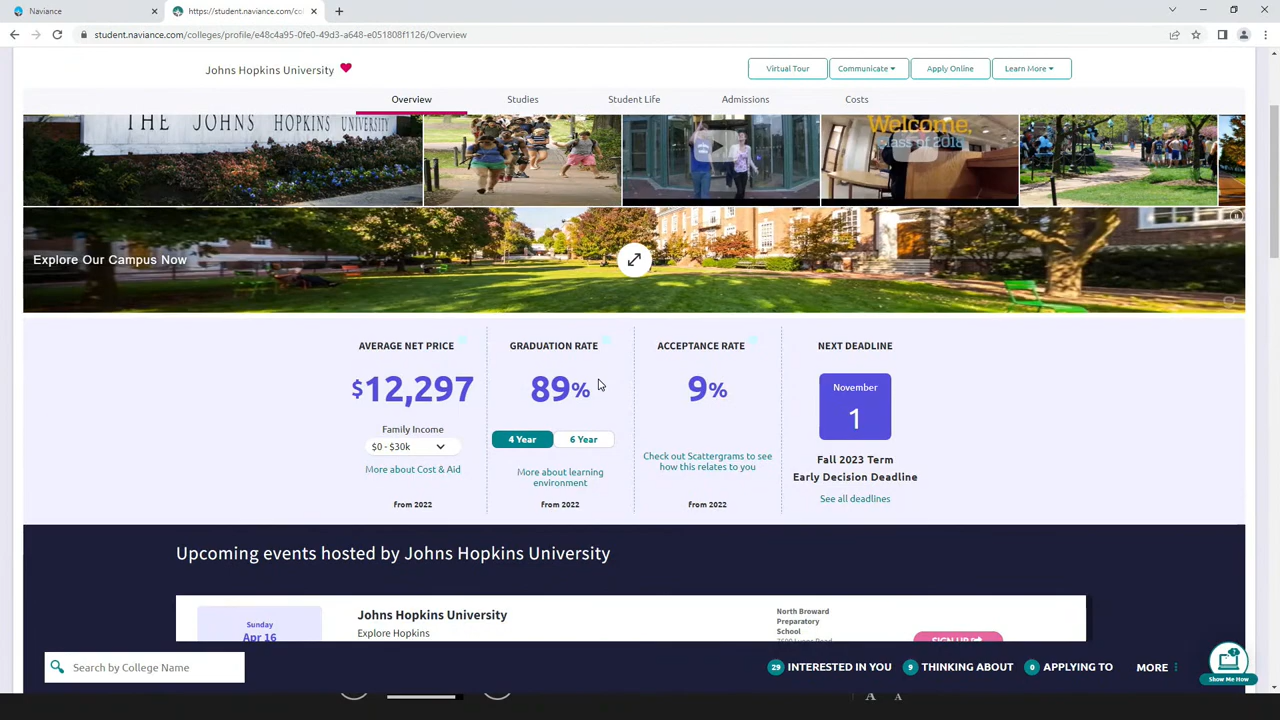 Naviance
https://student.naviance.com/co
student.naviance.com/colleges/profile/e48c4a95-0fe0-49d3-a648-e051808f1126/Overview
Johns Hopkins University
Virtual Tour
Communicate
Apply Online
Learn More
Overview
Studies
Student Life
Admissions
Costs
THE JOHNS HOPKINS UNIVERSITY
Welcome,
class of 2018
Explore Our Campus Now
AVERAGE NET PRICE
GRADUATION RATE
ACCEPTANCE RATE
NEXT DEADLINE
$12,297
89%
9%
November
1
Family Income
$0 - $30k
4 Year
6 Year
More about Cost & Aid
More about learning
environment
Check out Scattergrams to see
how this relates to you
Fall 2023 Term
Early Decision Deadline
See all deadlines
from 2022
from 2022
from 2022
Upcoming events hosted by Johns Hopkins University
Sunday
Apr 16
Johns Hopkins University
Explore Hopkins
North Broward
Preparatory
School
SIGN UP
Search by College Name
29 INTERESTED IN YOU
9 THINKING ABOUT
0 APPLYING TO
MORE
Show Me How
A A